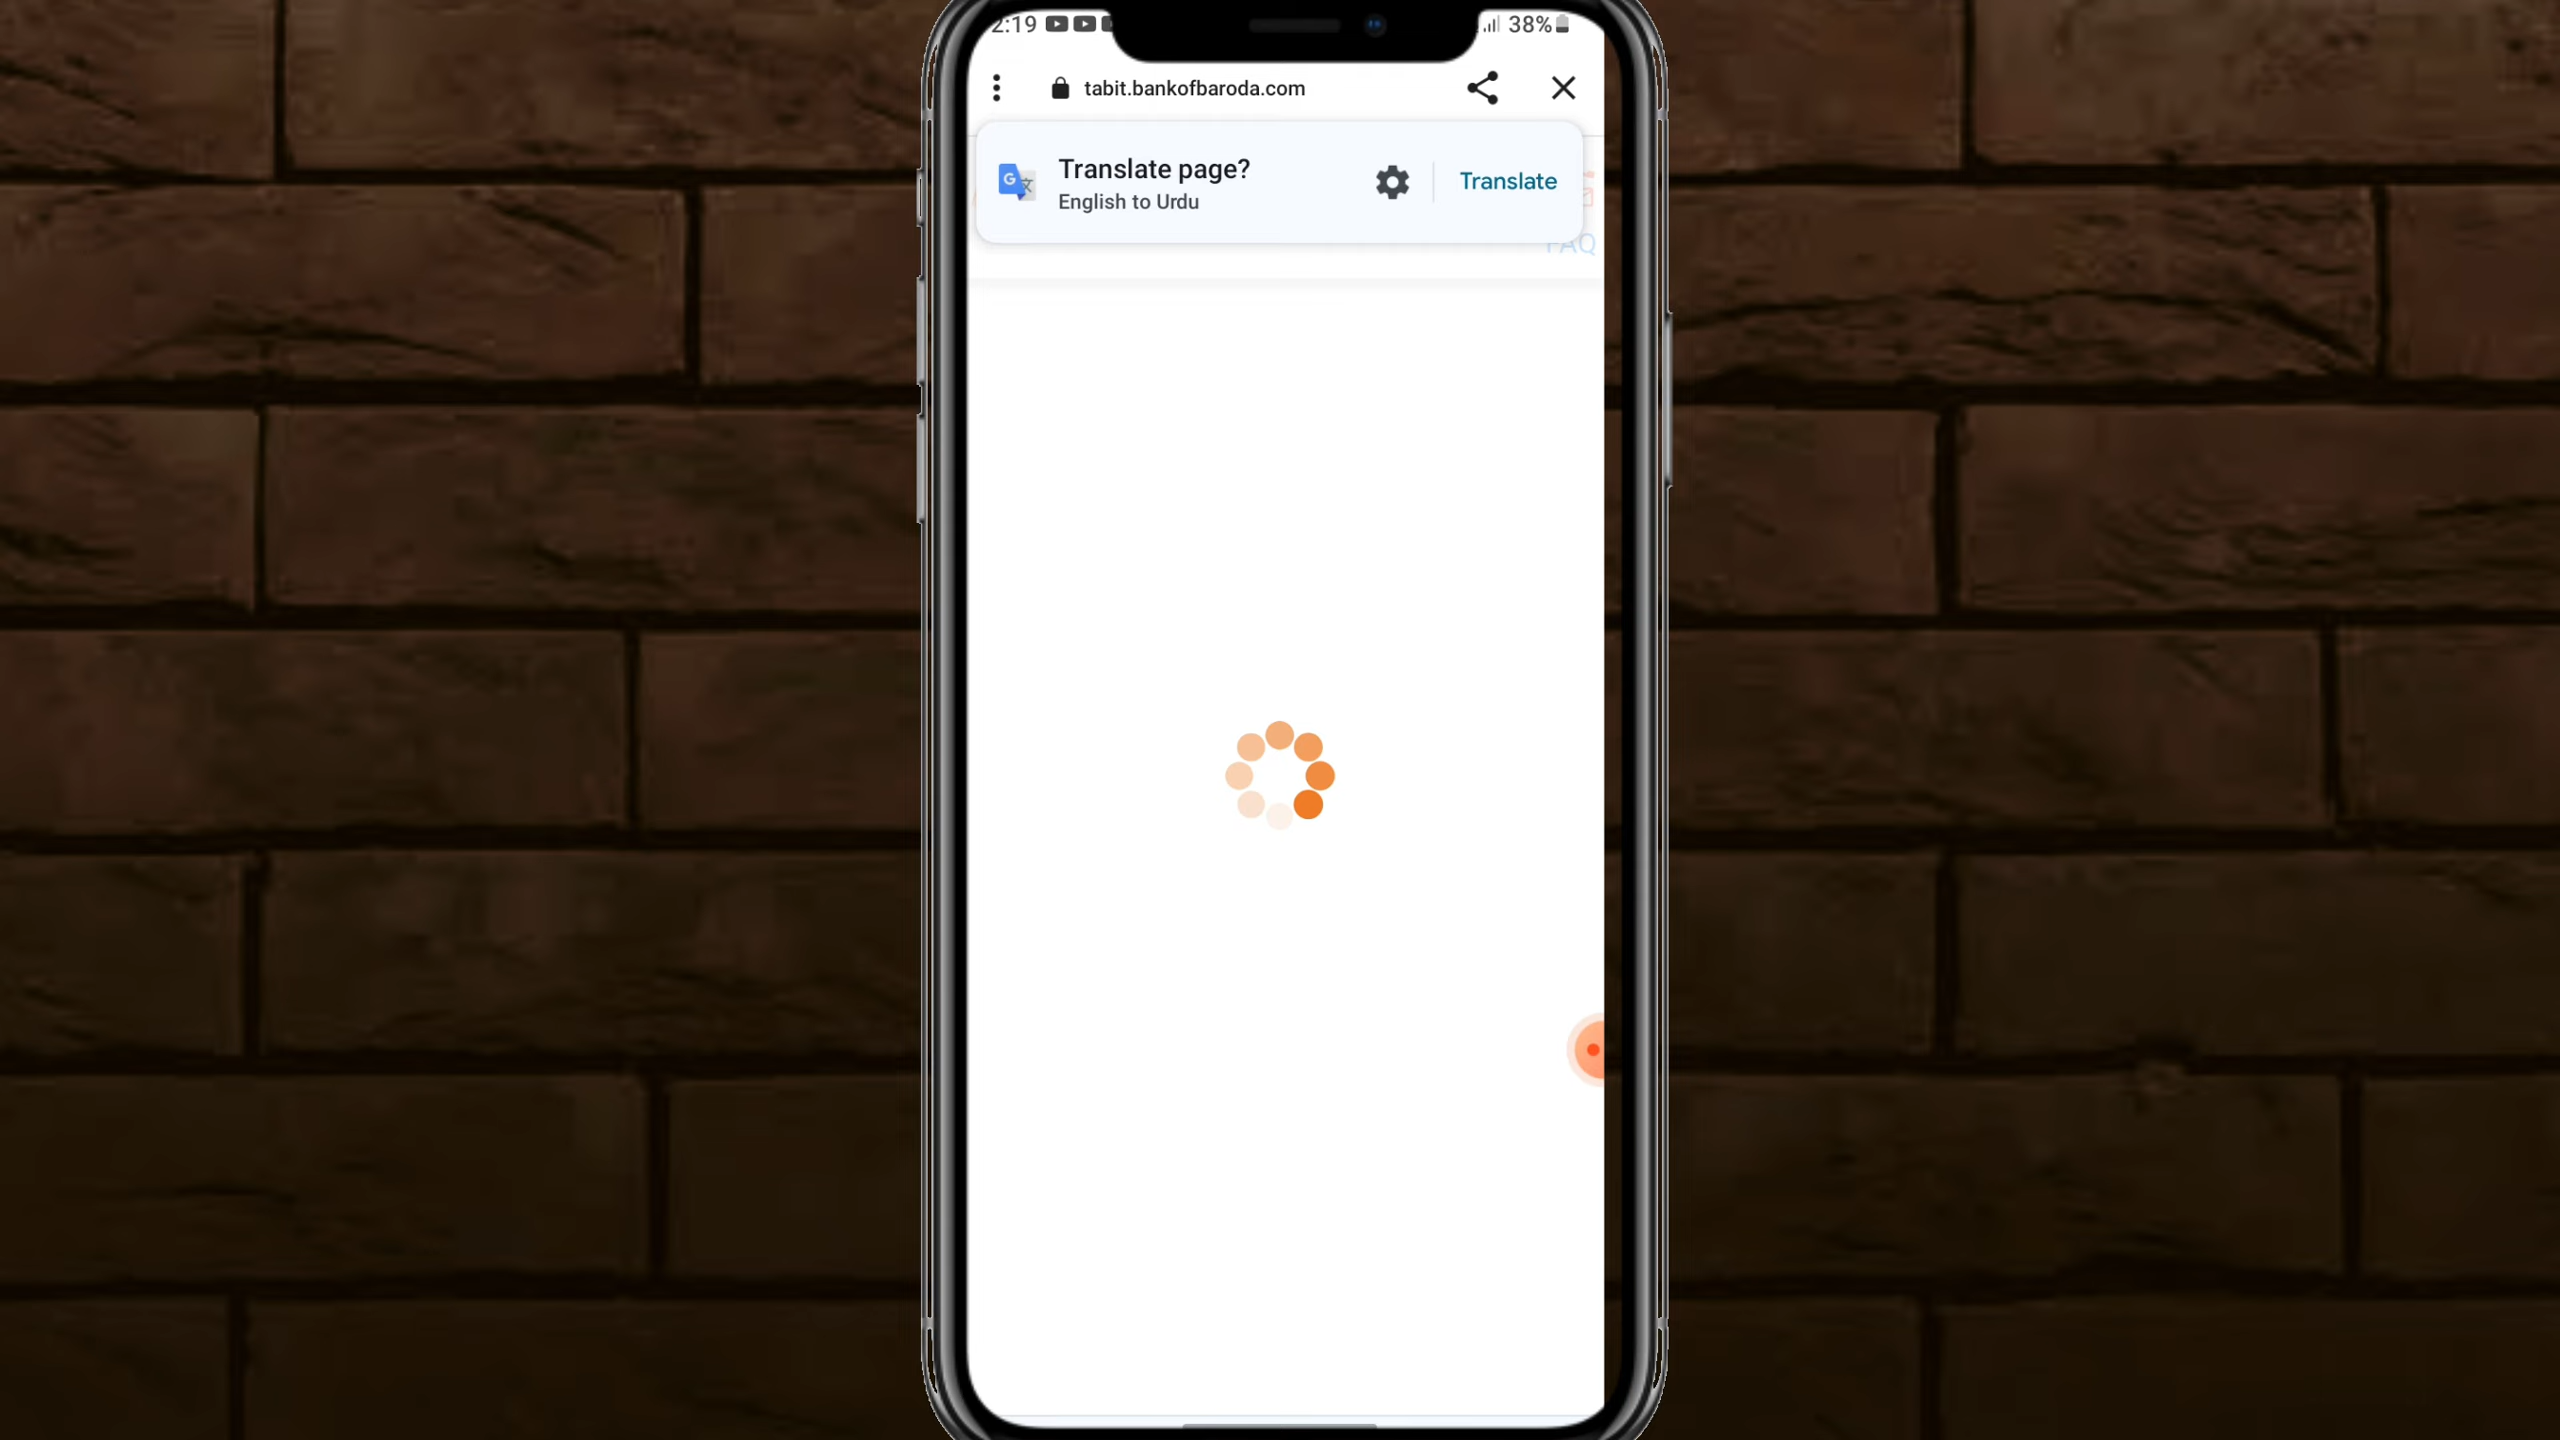 2:19
38%
tabit.bankofbaroda.com
Translate page?
English to Urdu
Translate
FAQ